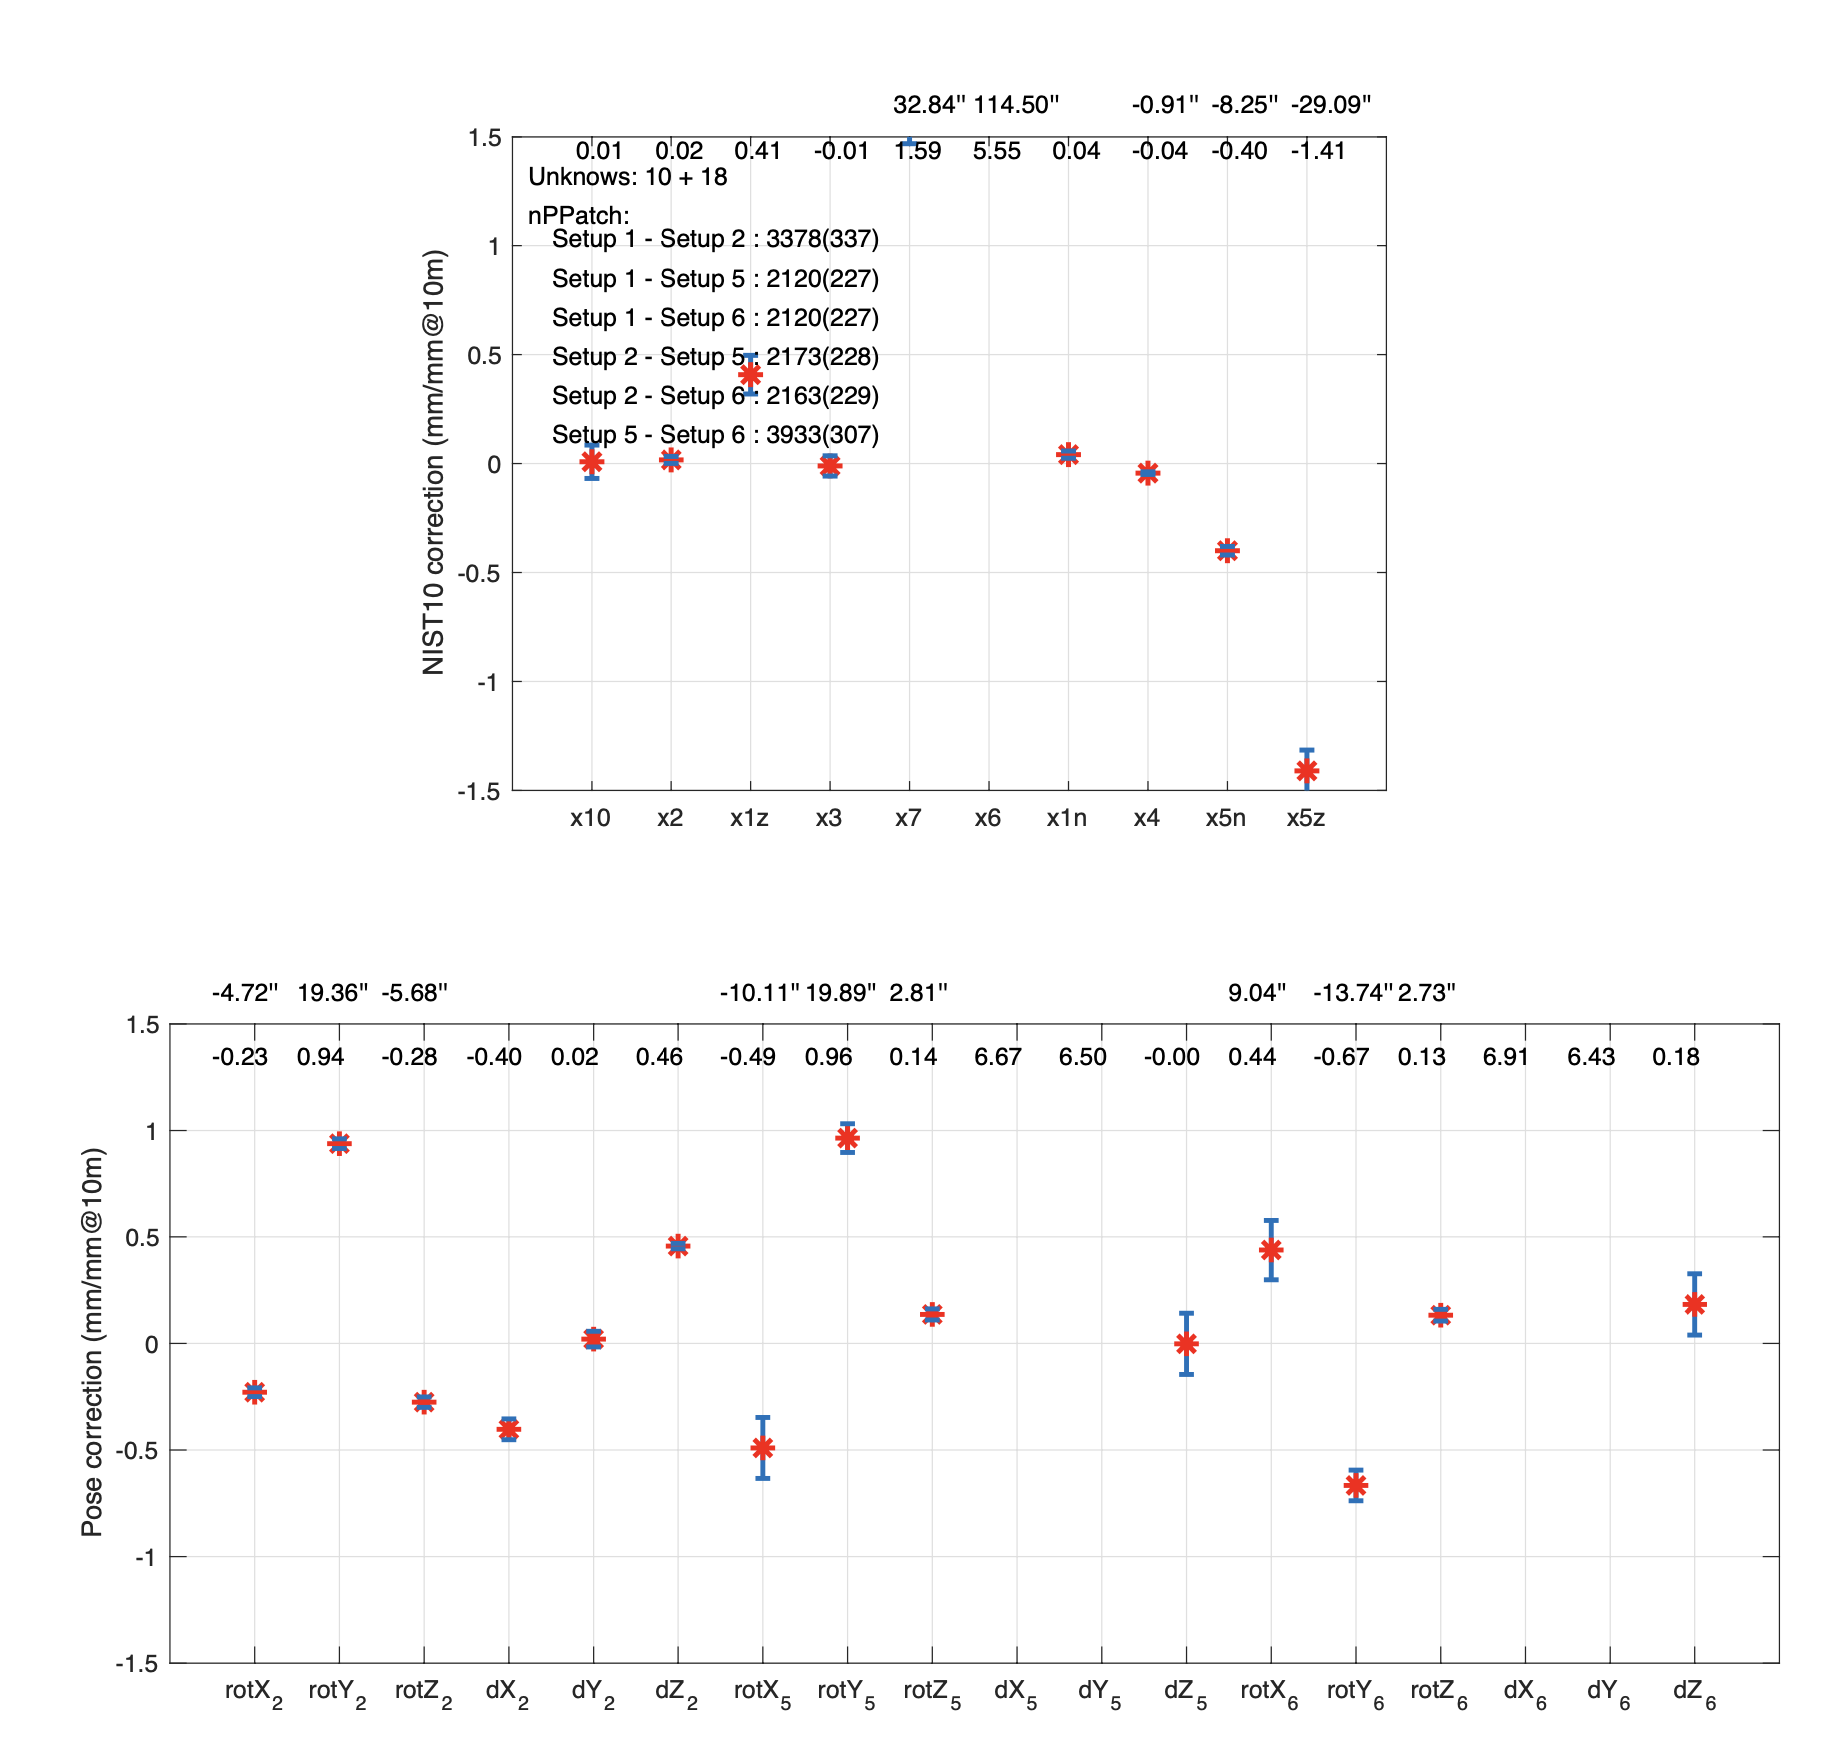 32.84" 114.50" -0.91" -8.25" -29.09"
1.5
0.01 0.02 0.41 -0.01 1.59 5.55 0.04 -0.04 -0.40 -1.41
Unknows: 10 + 18
nPPatch:
Setup 1 - Setup 2 : 3378(337)
1
Setup 1 - Setup 5 : 2120(227)
Setup 1 - Setup 6 : 2120(227)
0.5
Setup 2 - Setup 5 : 2173(228)
Setup 2 - Setup 6 : 2163(229)
Setup 5 - Setup 6 : 3933(307)
0
-0.5
-1
-1.5
NIST10 correction (mm/mm@10m)
x10 x2 x1z x3 x7 x6 x1n x4 x5n x5z
-4.72" 19.36" -5.68" -10.11" 19.89" 2.81" 9.04" -13.74" 2.73"
1.5
-0.23 0.94 -0.28 -0.40 0.02 0.46 -0.49 0.96 0.14 6.67 6.50 -0.00 0.44 -0.67 0.13 6.91 6.43 0.18
1
0.5
0
-0.5
-1
-1.5
Pose correction (mm/mm@10m)
rotX2 rotY2 rotZ2 dX2 dY2 dZ2 rotX5 rotY5 rotZ5 dX5 dY5 dZ5 rotX6 rotY6 rotZ6 dX6 dY6 dZ6